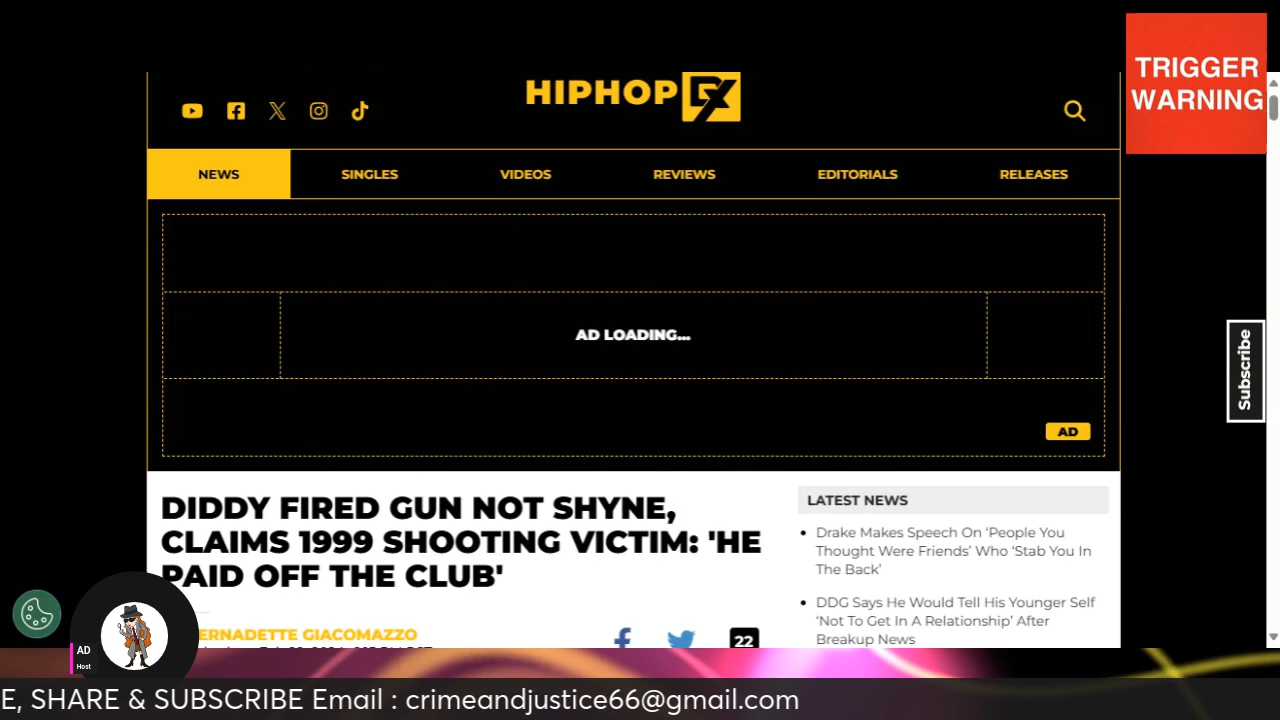 TRIGGER
WARNING
HIPHOP DX
NEWS
SINGLES
VIDEOS
REVIEWS
EDITORIALS
RELEASES
AD LOADING...
AD
Subscribe
DIDDY FIRED GUN NOT SHYNE,
CLAIMS 1999 SHOOTING VICTIM: 'HE
PAID OFF THE CLUB'
ERNADETTE GIACOMAZZO
22
LATEST NEWS
Drake Makes Speech On ‘People You
Thought Were Friends’ Who ‘Stab You In
The Back’
DDG Says He Would Tell His Younger Self
‘Not To Get In A Relationship’ After
Breakup News
AD
Host
E, SHARE & SUBSCRIBE Email : crimeandjustice66@gmail.com